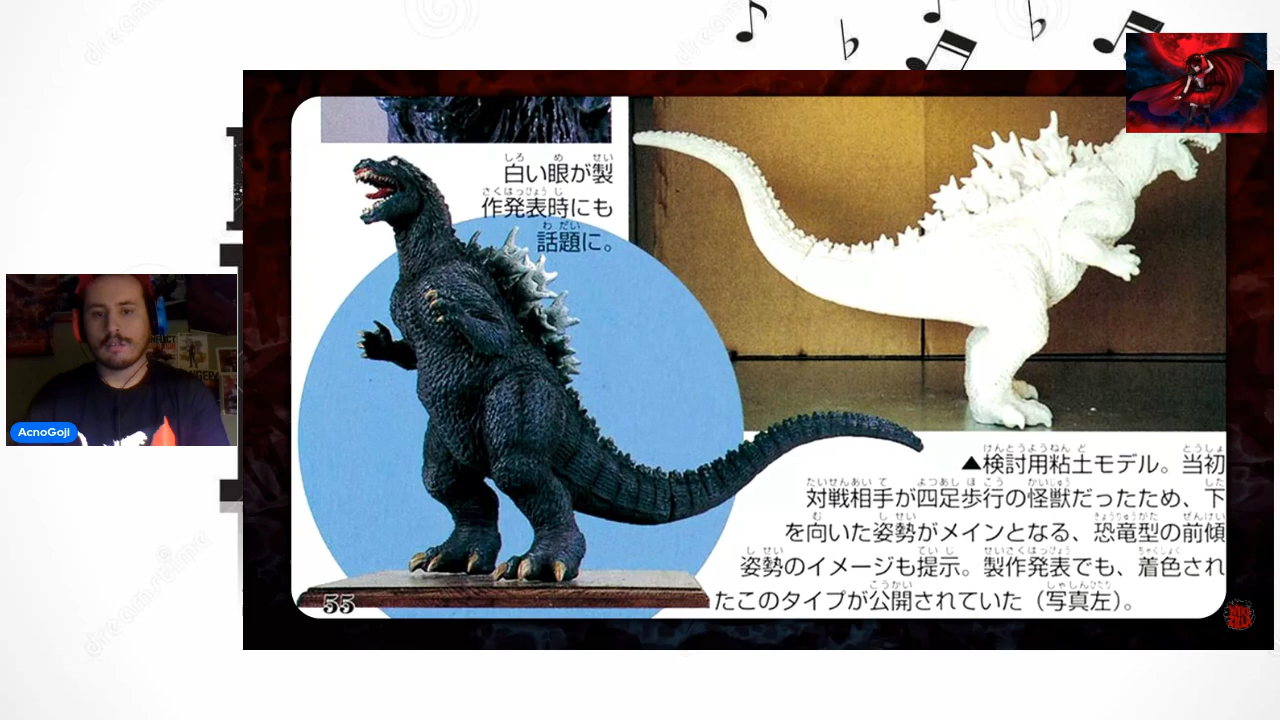 白い眼が製
作発表時にも
話題に。
▲検討用粘土モデル。当初
対戦相手が四足歩行の怪獣だったため、下
を向いた姿勢がメインとなる、恐竜型の前傾
姿勢のイメージも提示。製作発表でも、着色され
たこのタイプが公開されていた（写真左）。
55
AcnoGoji
WIKI
ZILLA